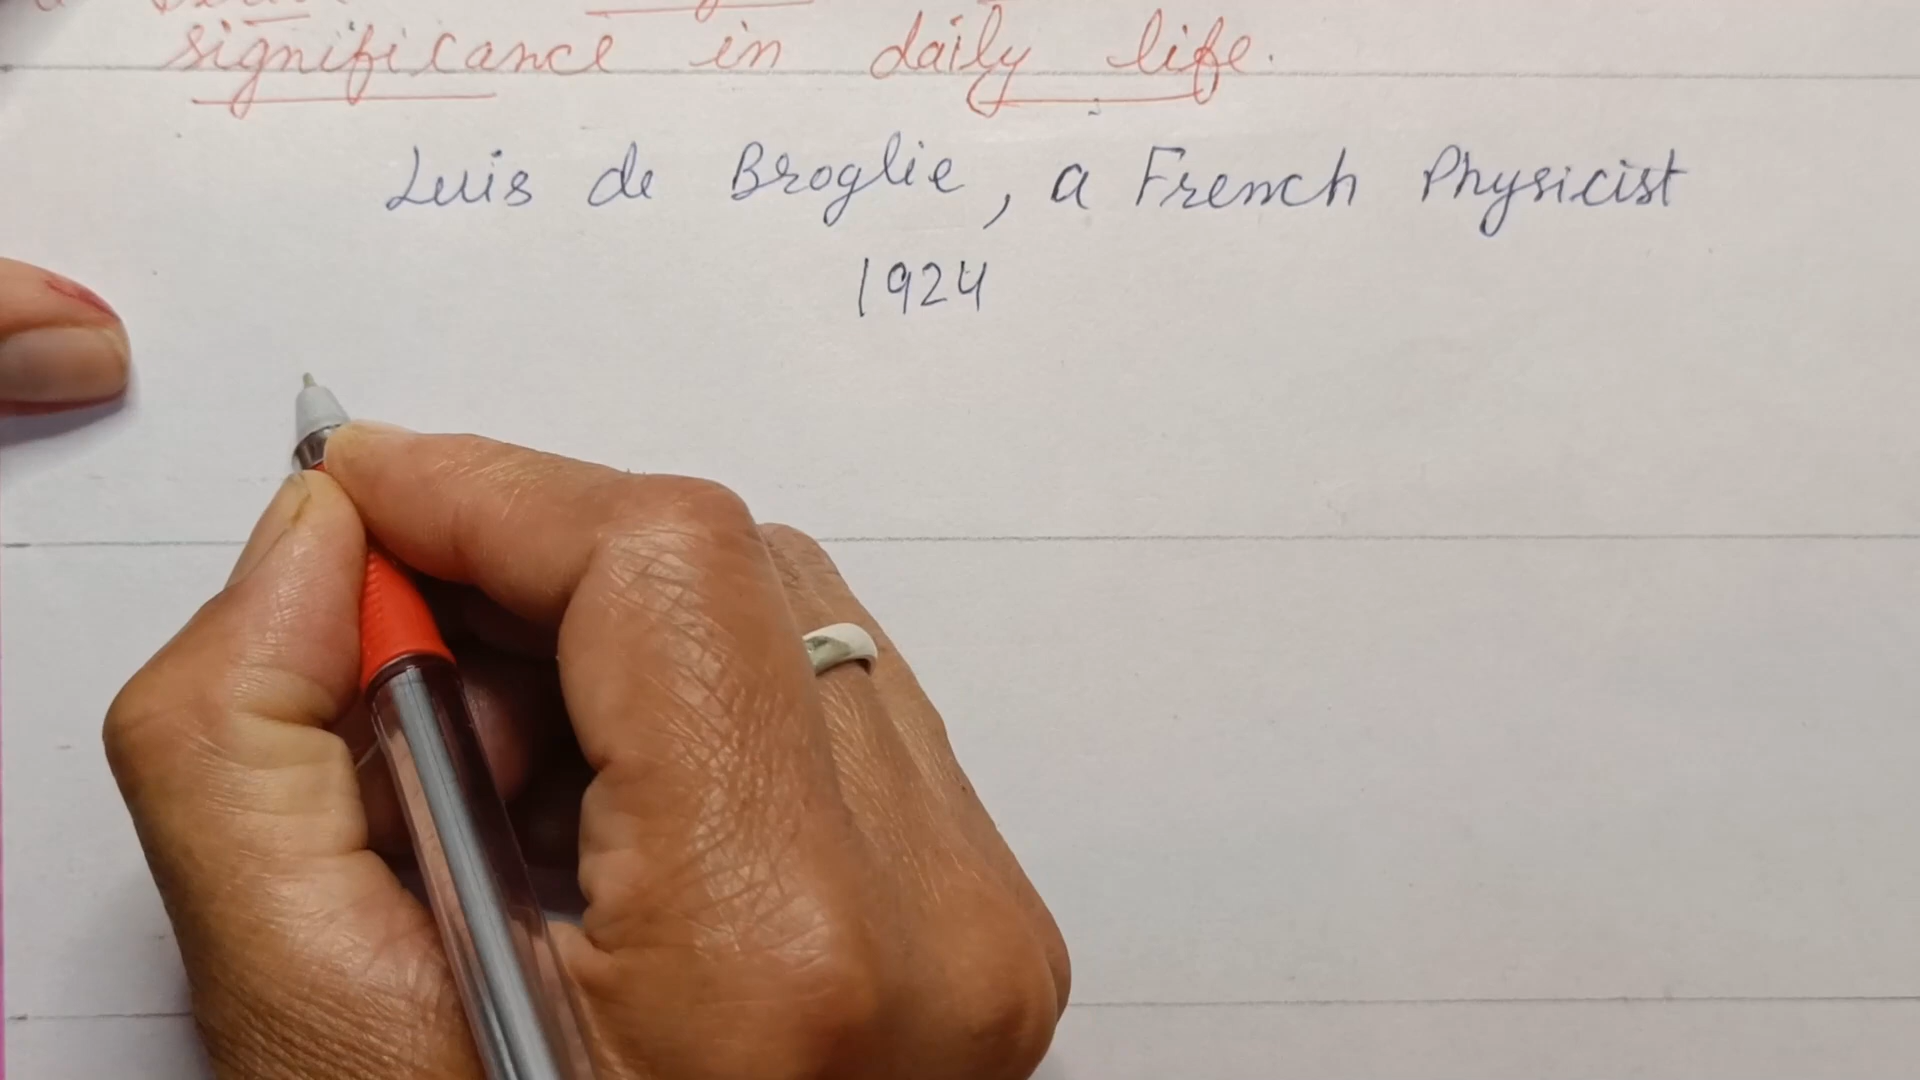 significance in daily life.
Luis de Broglie, a French Physicist
1924